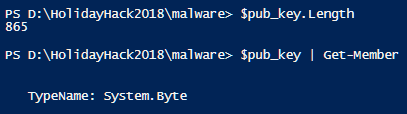 PS D:\HolidayHack2018\malware> $pub_key.Length
865
PS D:\HolidayHack2018\malware> $pub_key | Get-Member
TypeName: System.Byte